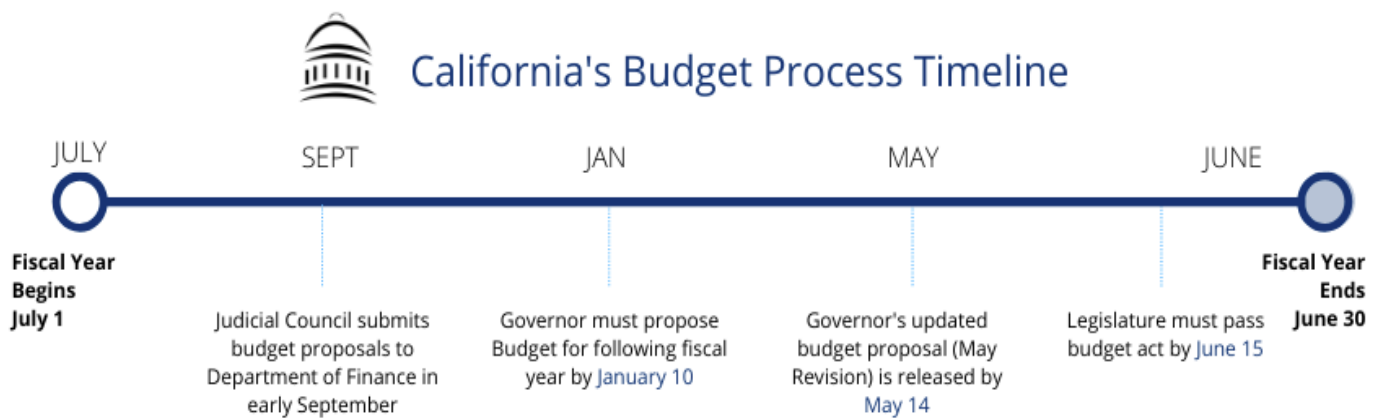 California's Budget Process Timeline
JULY
SEPT
JAN
MAY
JUNE
Fiscal Year
Begins
July 1
Judicial Council submits
budget proposals to
Department of Finance in
early September
Governor must propose
Budget for following fiscal
year by January 10
Governor's updated
budget proposal (May
Revision) is released by
May 14
Legislature must pass
budget act by June 15
Fiscal Year
Ends
June 30